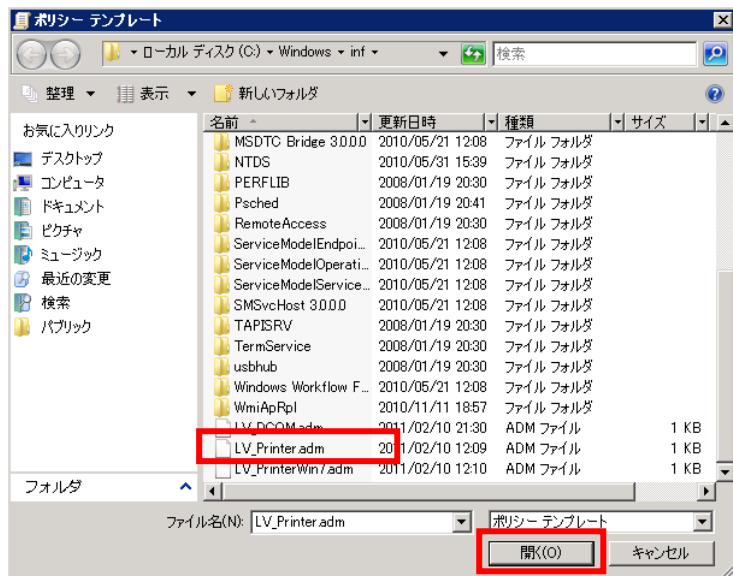 ポリシー テンプレート
ローカル ディスク (C:) Windows inf 検索
整理 表示 新しいフォルダ
お気に入りリンク
デスクトップ
コンピュータ
ドキュメント
ピクチャ
ミュージック
最近の変更
検索
パブリック
フォルダ
名前 更新日時 種類 サイズ
MSDTC Bridge 3.0.0.0 2010/05/21 12:08 ファイル フォルダ
NTDS 2010/05/31 15:39 ファイル フォルダ
PERFLIB 2008/01/19 20:30 ファイル フォルダ
Psched 2008/01/19 20:41 ファイル フォルダ
RemoteAccess 2008/01/19 20:30 ファイル フォルダ
ServiceModelEndpoi... 2010/05/21 12:08 ファイル フォルダ
ServiceModelOperati... 2010/05/21 12:08 ファイル フォルダ
ServiceModelService... 2010/05/21 12:08 ファイル フォルダ
SMSvcHost 3.0.0.0 2010/05/21 12:08 ファイル フォルダ
TAPISRV 2008/01/19 20:30 ファイル フォルダ
TermService 2008/01/19 20:30 ファイル フォルダ
usbhub 2008/01/19 20:30 ファイル フォルダ
Windows Workflow F... 2010/05/21 12:08 ファイル フォルダ
WmiApRpl 2010/11/11 18:57 ファイル フォルダ
LV_DCOM.adm 2011/02/10 21:30 ADM ファイル 1 KB
LV_Printer.adm 2011/02/10 12:09 ADM ファイル 1 KB
LV_PrinterWin7.adm 2011/02/10 12:10 ADM ファイル 1 KB
ファイル名(N): LV_Printer.adm ポリシー テンプレート
開く(O) キャンセル